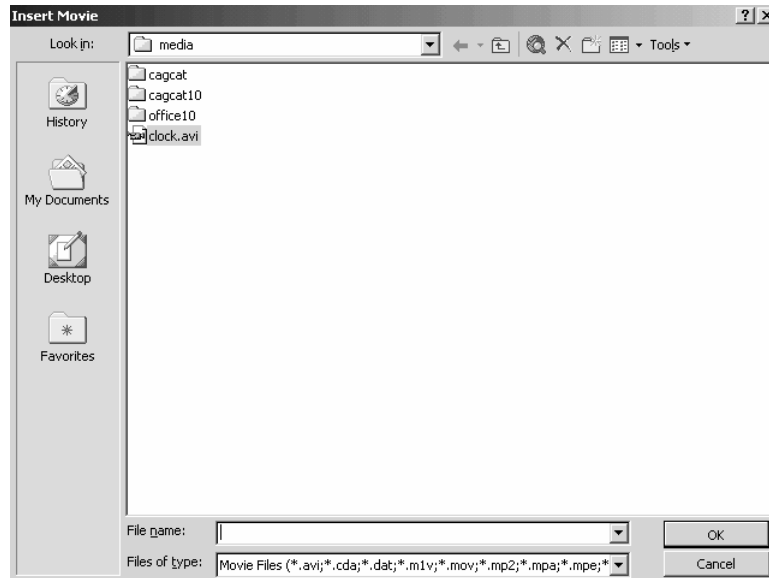 Insert Movie
Look in:
media
Tools
cagcat
cagcat10
office10
clock.avi
History
My Documents
Desktop
Favorites
File name:
OK
Files of type:
Movie Files (*.avi;*.cda;*.dat;*.m1v;*.mov;*.mp2;*.mpa;*.mpe;*
Cancel